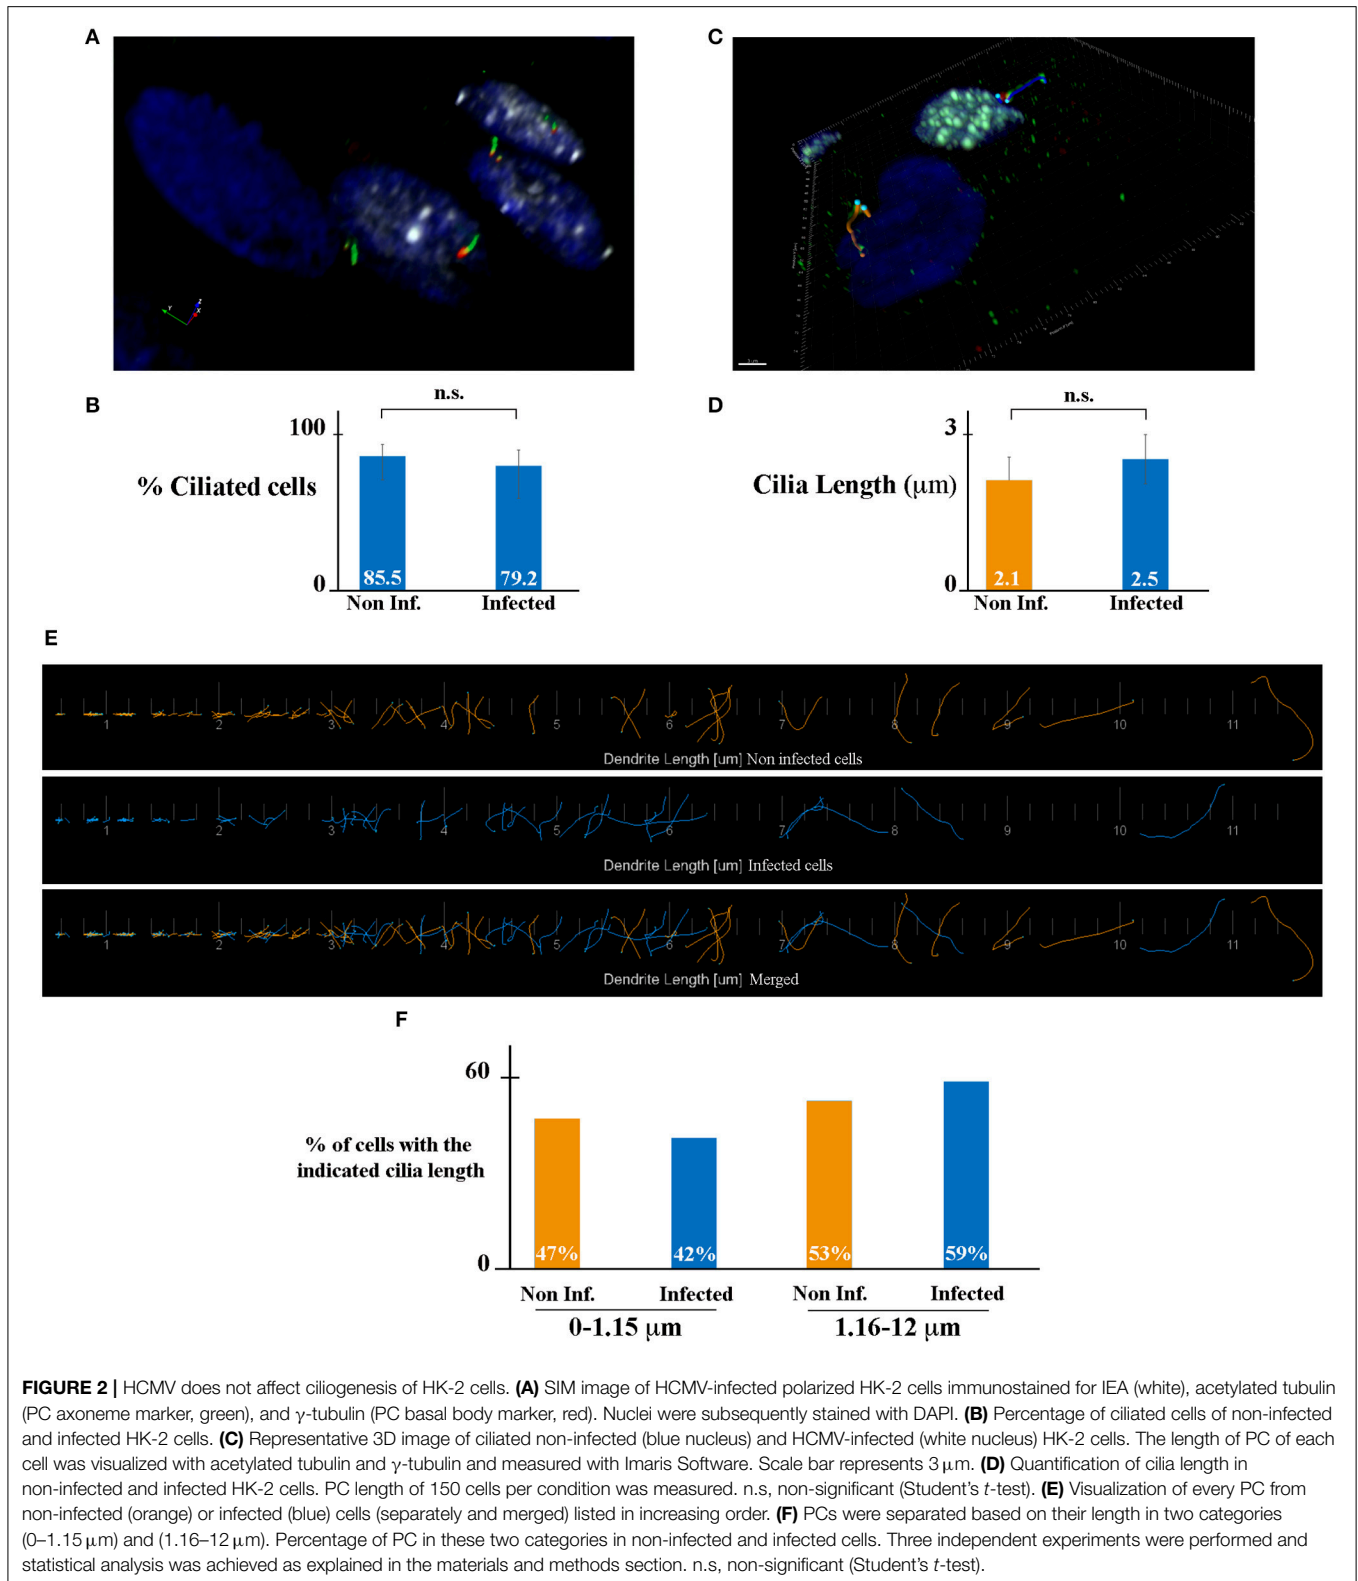 A
C
Y
Z
X
B
n.s.
100
% Ciliated cells
0
85.5
79.2
Non Inf.
Infected
D
n.s.
3
Cilia Length (μm)
0
2.1
2.5
Non Inf.
Infected
E
1 2 3 4 5 6 7 8 9 10 11
Dendrite Length [um] Non infected cells
1 2 3 4 5 6 7 8 9 10 11
Dendrite Length [um] Infected cells
1 2 3 4 5 6 7 8 9 10 11
Dendrite Length [um] Merged
F
60
% of cells with the
indicated cilia length
0
47%
42%
53%
59%
Non Inf.
Infected
Non Inf.
Infected
0-1.15 μm
1.16-12 μm
FIGURE 2 | HCMV does not affect ciliogenesis of HK-2 cells. (A) SIM image of HCMV-infected polarized HK-2 cells immunostained for IEA (white), acetylated tubulin
(PC axoneme marker, green), and γ-tubulin (PC basal body marker, red). Nuclei were subsequently stained with DAPI. (B) Percentage of ciliated cells of non-infected
and infected HK-2 cells. (C) Representative 3D image of ciliated non-infected (blue nucleus) and HCMV-infected (white nucleus) HK-2 cells. The length of PC of each
cell was visualized with acetylated tubulin and γ-tubulin and measured with Imaris Software. Scale bar represents 3 μm. (D) Quantification of cilia length in
non-infected and infected HK-2 cells. PC length of 150 cells per condition was measured. n.s, non-significant (Student's t-test). (E) Visualization of every PC from
non-infected (orange) or infected (blue) cells (separately and merged) listed in increasing order. (F) PCs were separated based on their length in two categories
(0–1.15 μm) and (1.16–12 μm). Percentage of PC in these two categories in non-infected and infected cells. Three independent experiments were performed and
statistical analysis was achieved as explained in the materials and methods section. n.s, non-significant (Student's t-test).